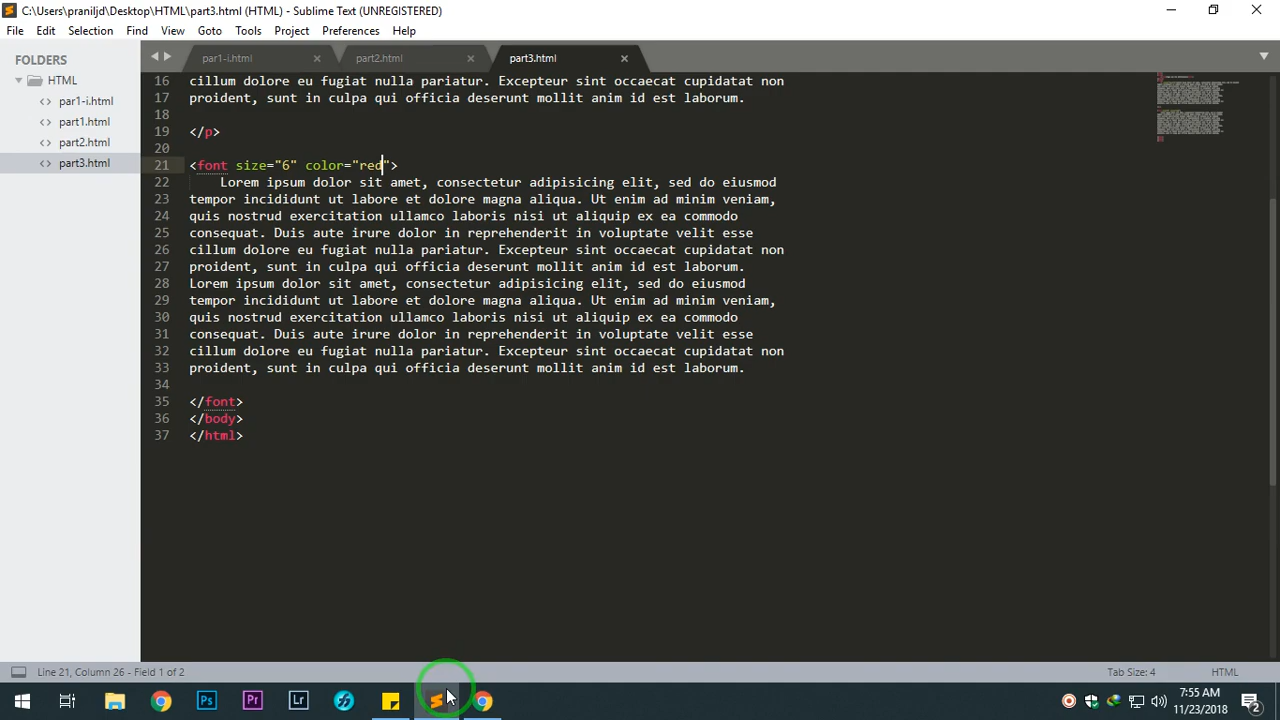 C:\Users\praniljd\Desktop\HTML\part3.html (HTML) - Sublime Text (UNREGISTERED)
File Edit Selection Find View Goto Tools Project Preferences Help
FOLDERS
HTML
par1-i.html
part1.html
part2.html
part3.html
par1-i.html part2.html part3.html
16 cillum dolore eu fugiat nulla pariatur. Excepteur sint occaecat cupidatat non
17 proident, sunt in culpa qui officia deserunt mollit anim id est laborum.
18
19 </p>
20
21 <font size="6" color="red">
22 Lorem ipsum dolor sit amet, consectetur adipisicing elit, sed do eiusmod
23 tempor incididunt ut labore et dolore magna aliqua. Ut enim ad minim veniam,
24 quis nostrud exercitation ullamco laboris nisi ut aliquip ex ea commodo
25 consequat. Duis aute irure dolor in reprehenderit in voluptate velit esse
26 cillum dolore eu fugiat nulla pariatur. Excepteur sint occaecat cupidatat non
27 proident, sunt in culpa qui officia deserunt mollit anim id est laborum.
28 Lorem ipsum dolor sit amet, consectetur adipisicing elit, sed do eiusmod
29 tempor incididunt ut labore et dolore magna aliqua. Ut enim ad minim veniam,
30 quis nostrud exercitation ullamco laboris nisi ut aliquip ex ea commodo
31 consequat. Duis aute irure dolor in reprehenderit in voluptate velit esse
32 cillum dolore eu fugiat nulla pariatur. Excepteur sint occaecat cupidatat non
33 proident, sunt in culpa qui officia deserunt mollit anim id est laborum.
34
35 </font>
36 </body>
37 </html>
Line 21, Column 26 - Field 1 of 2 Tab Size: 4 HTML
Ps Pr Lr
7:55 AM
11/23/2018
2